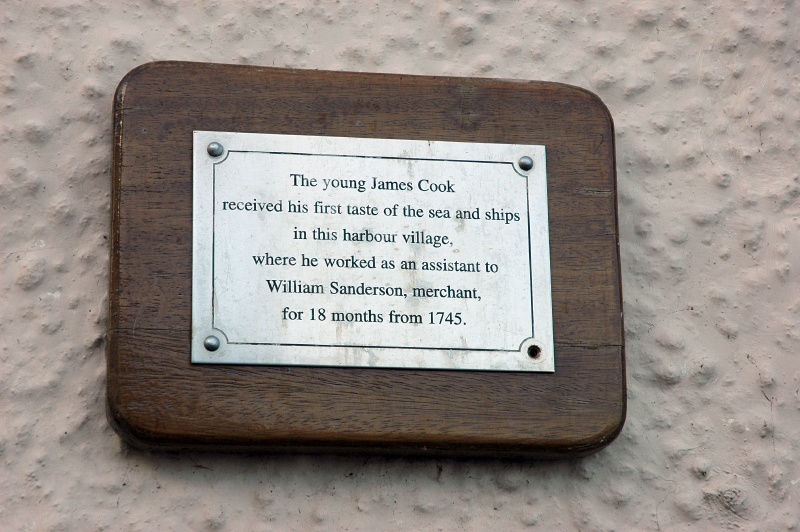 The young James Cook
received his first taste of the sea and ships
in this harbour village,
where he worked as an assistant to
William Sanderson, merchant,
for 18 months from 1745.